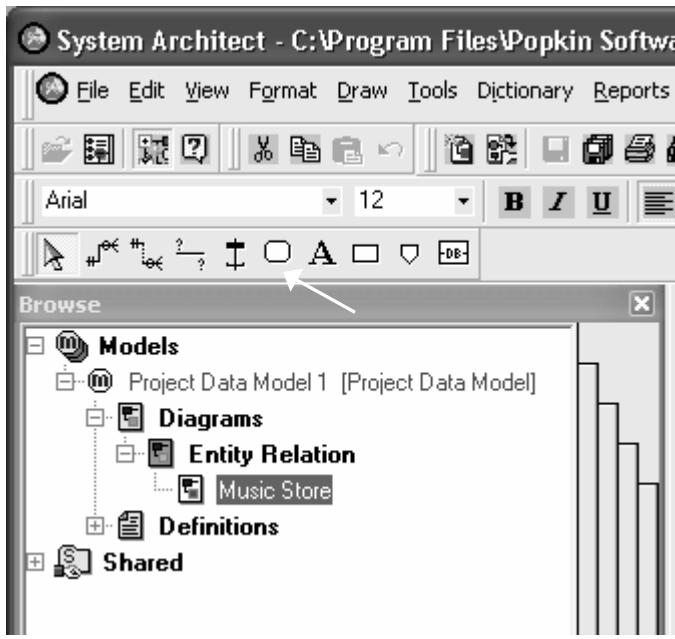 System Architect - C:\Program Files\Popkin Softwa
File Edit View Format Draw Tools Dictionary Reports
Arial 12 B I U
A DB
Browse
Models
Project Data Model 1 [Project Data Model]
Diagrams
Entity Relation
Music Store
Definitions
Shared